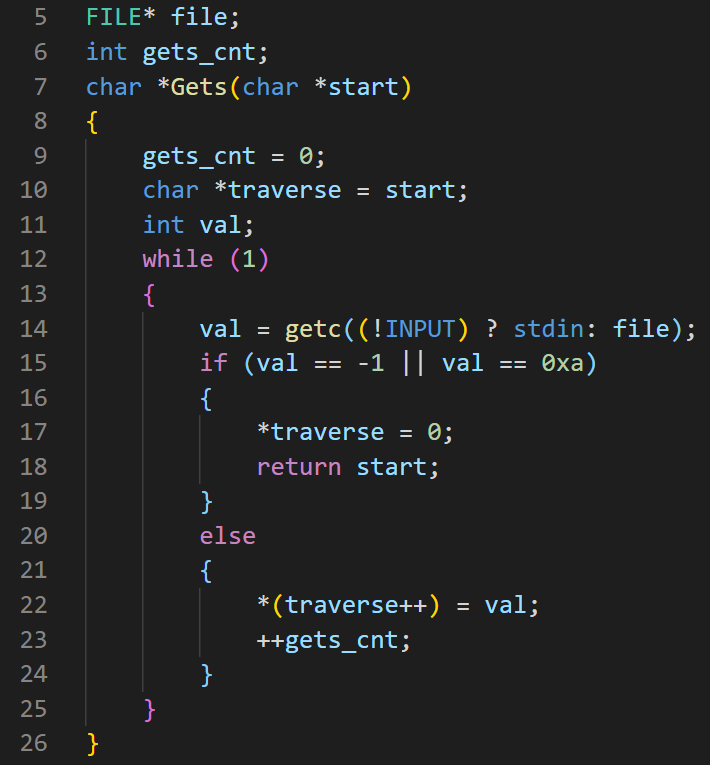 5 FILE* file;
6 int gets_cnt;
7 char *Gets(char *start)
8 {
9     gets_cnt = 0;
10     char *traverse = start;
11     int val;
12     while (1)
13     {
14         val = getc((!INPUT) ? stdin: file);
15         if (val == -1 || val == 0xa)
16         {
17             *traverse = 0;
18             return start;
19         }
20         else
21         {
22             *(traverse++) = val;
23             ++gets_cnt;
24         }
25     }
26 }